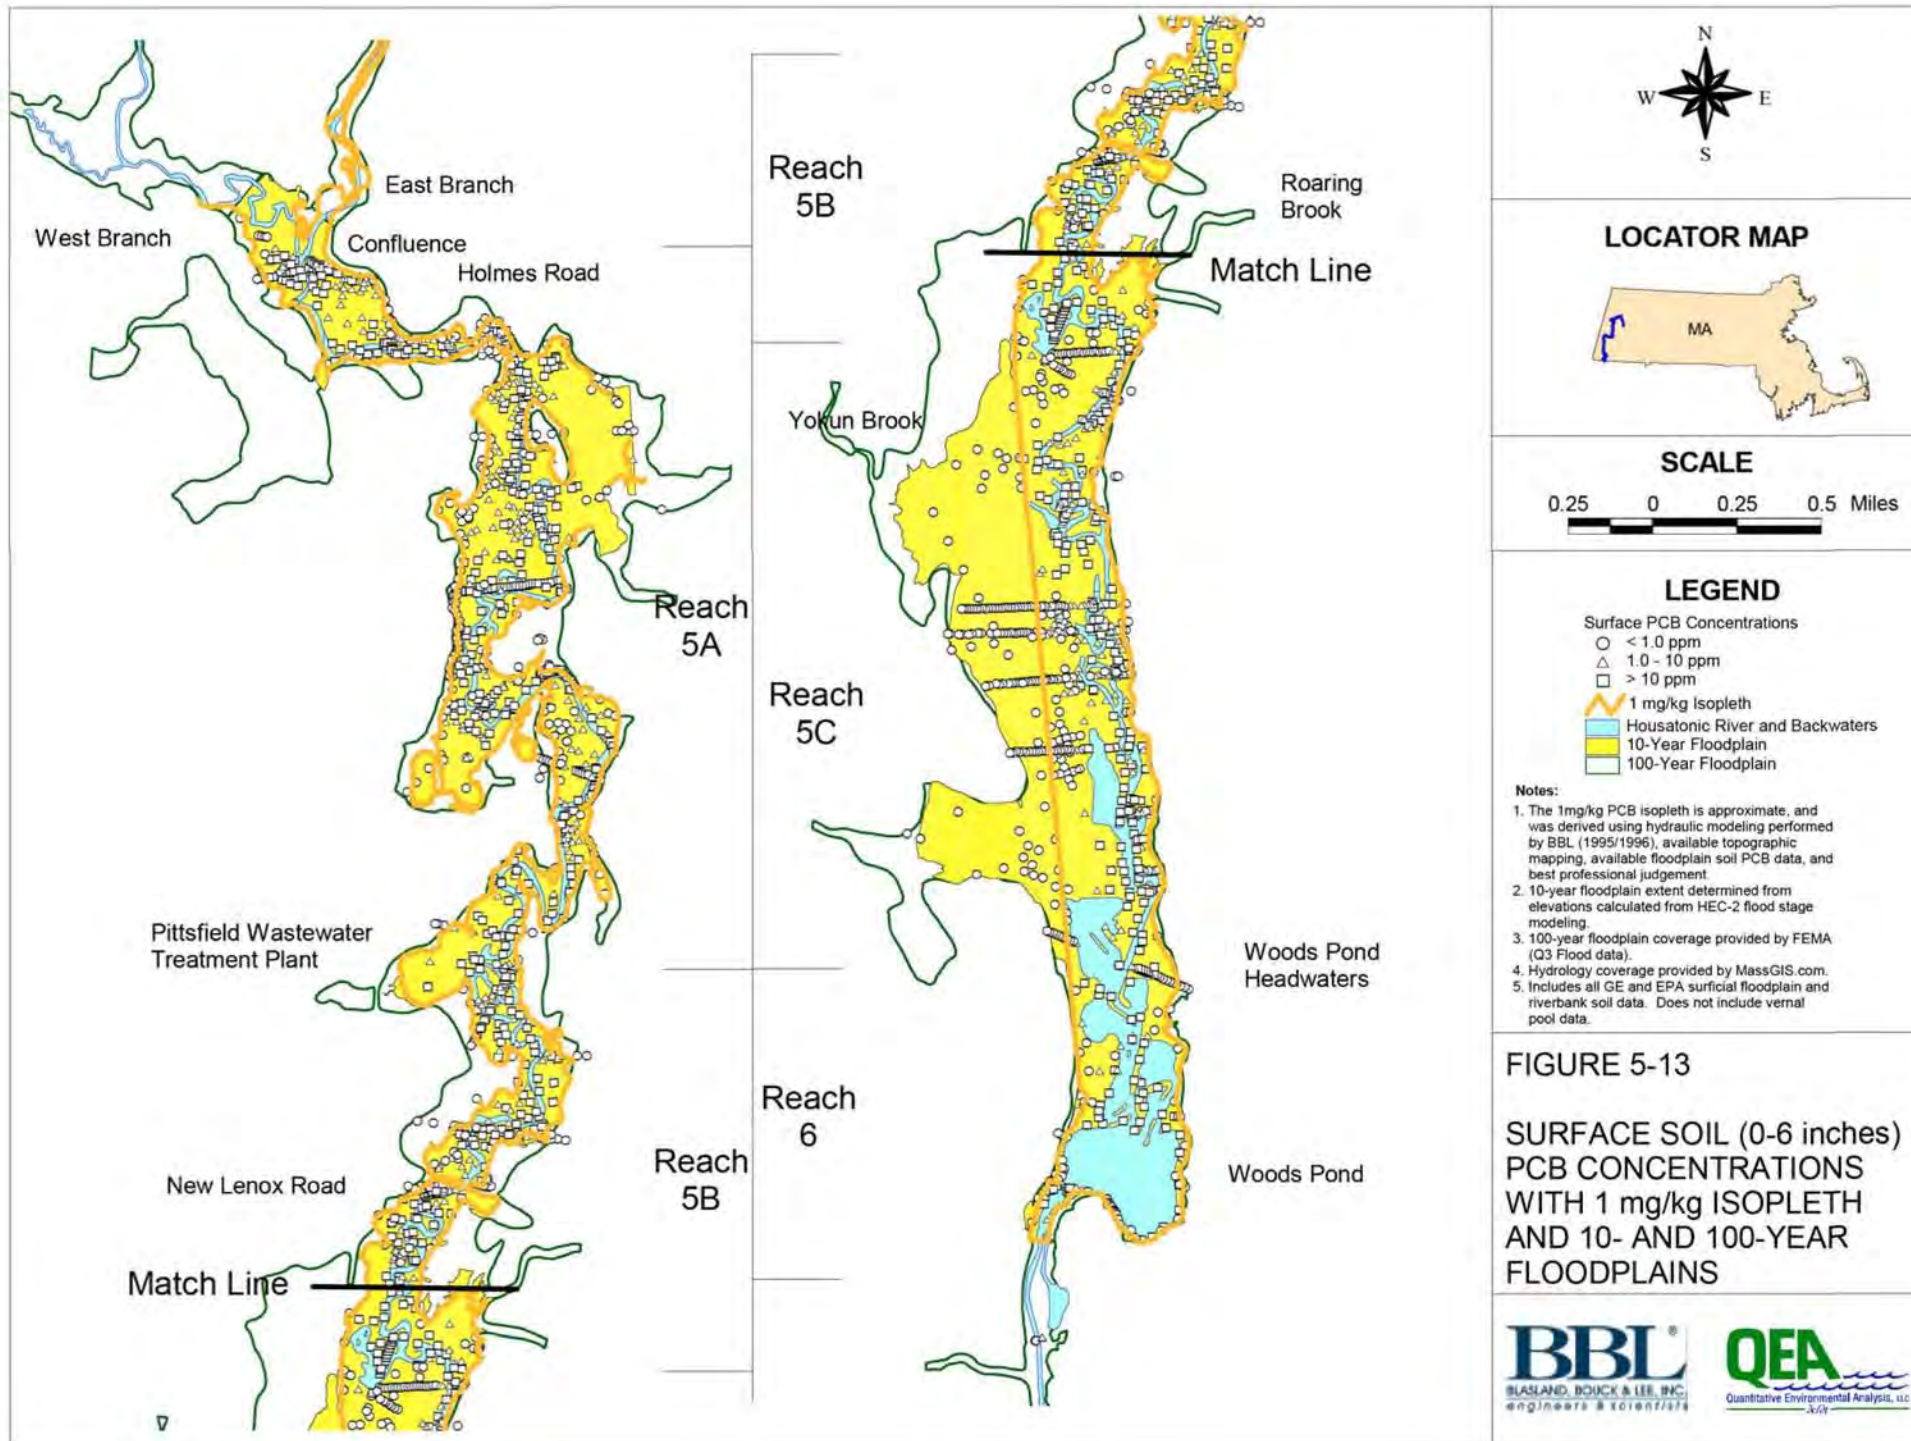 East Branch
West Branch
Confluence
Holmes Road
Reach
5A
Pittsfield Wastewater
Treatment Plant
New Lenox Road
Reach
5B
Match Line
Reach
5B
Roaring
Brook
Match Line
Yokun Brook
Reach
5C
Woods Pond
Headwaters
Reach
6
Woods Pond
N
W
E
S
LOCATOR MAP
MA
SCALE
0.25 0 0.25 0.5 Miles
LEGEND
Surface PCB Concentrations
< 1.0 ppm
1.0 - 10 ppm
> 10 ppm
1 mg/kg Isopleth
Housatonic River and Backwaters
10-Year Floodplain
100-Year Floodplain
Notes:
1. The 1mg/kg PCB isopleth is approximate, and
was derived using hydraulic modeling performed
by BBL (1995/1996), available topographic
mapping, available floodplain soil PCB data, and
best professional judgement.
2. 10-year floodplain extent determined from
elevations calculated from HEC-2 flood stage
modeling.
3. 100-year floodplain coverage provided by FEMA
(Q3 Flood data).
4. Hydrology coverage provided by MassGIS.com.
5. Includes all GE and EPA surficial floodplain and
riverbank soil data. Does not include vernal
pool data.
FIGURE 5-13
SURFACE SOIL (0-6 inches)
PCB CONCENTRATIONS
WITH 1 mg/kg ISOPLETH
AND 10- AND 100-YEAR
FLOODPLAINS
BBL®
BLASLAND, BOUCK & LEE, INC.
engineers & scientists
QEA
Quantitative Environmental Analysis, LLC